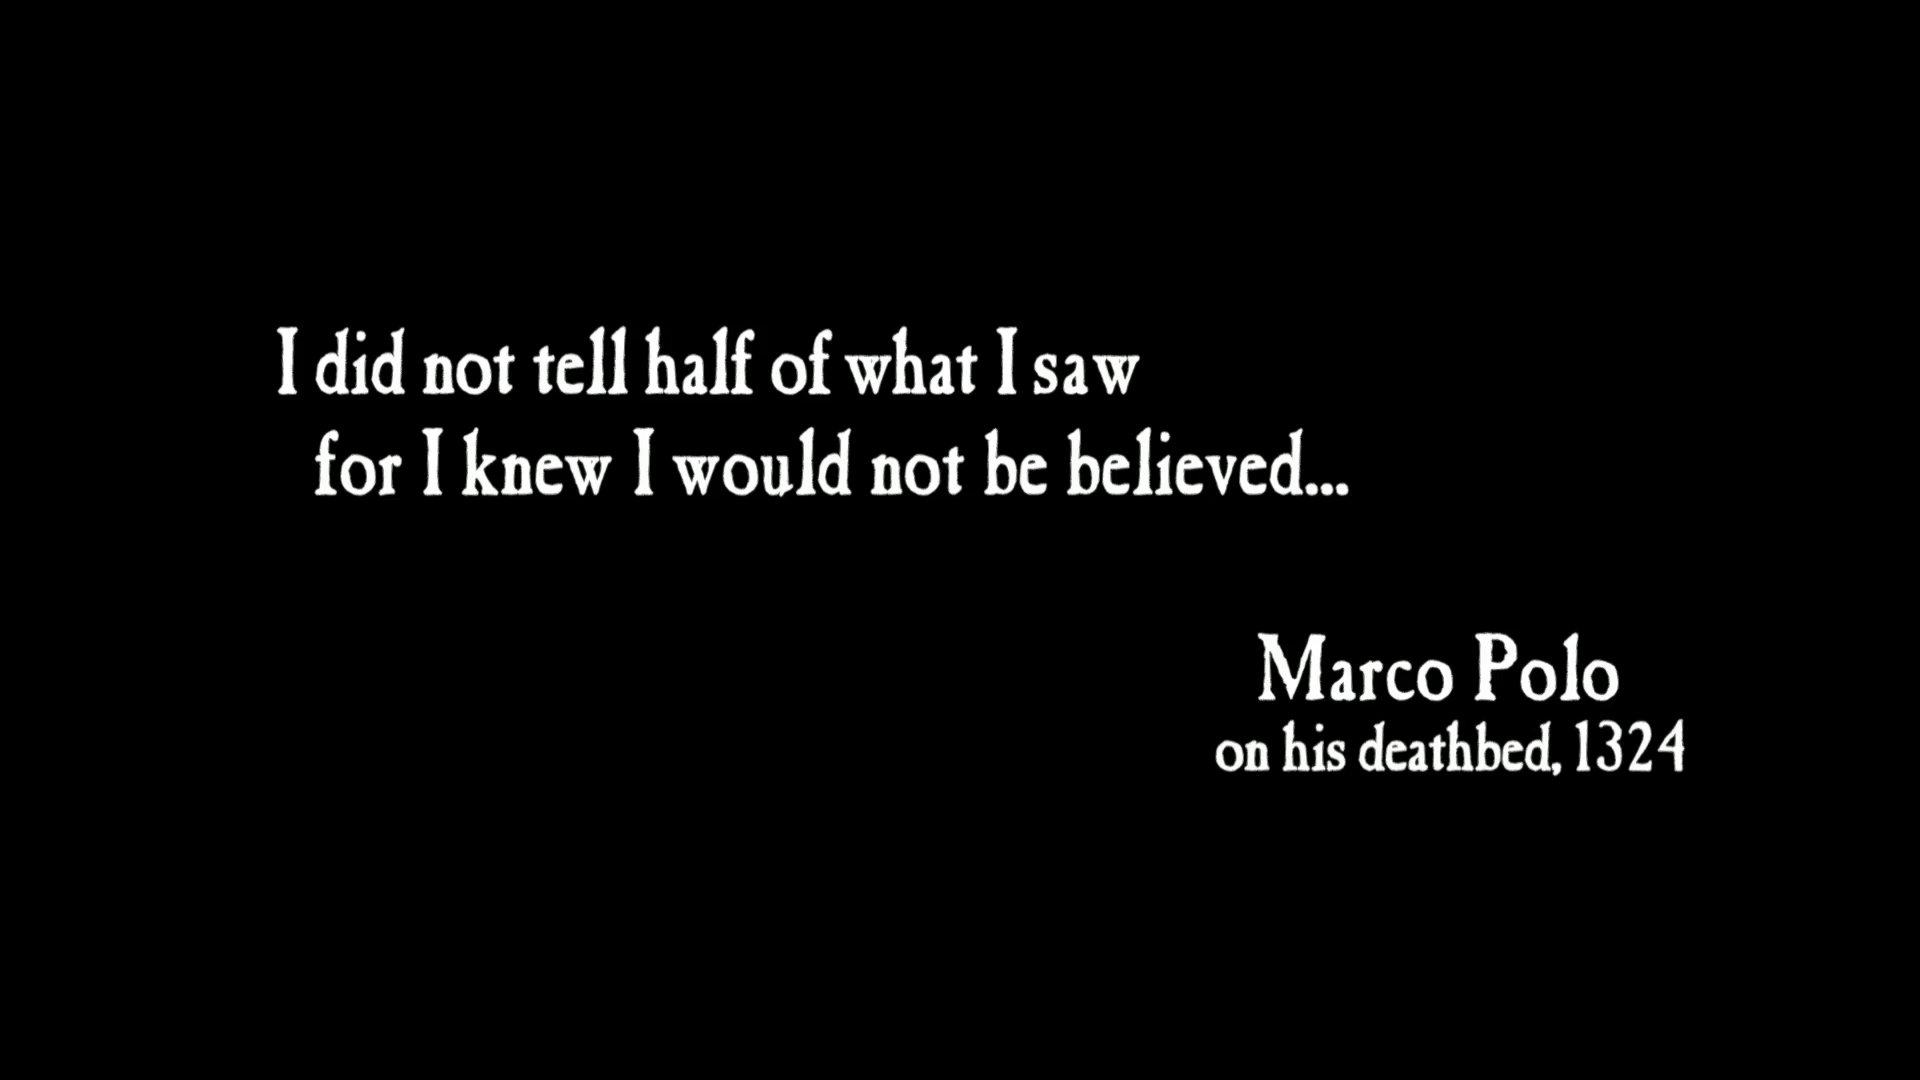 I did not tell half of what I saw
for I knew I would not be believed...
Marco Polo
on his deathbed, 1324